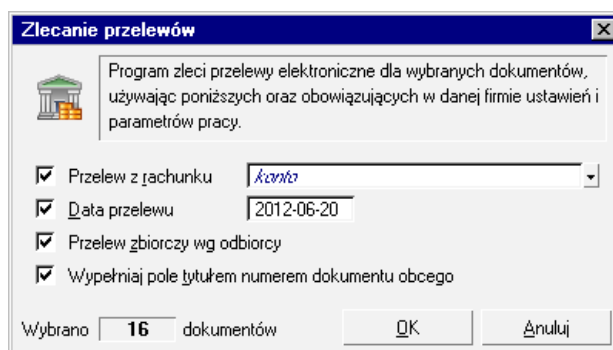 Zlecanie przelewów
Program zleci przelewy elektroniczne dla wybranych dokumentów,
używając poniższych oraz obowiązujących w danej firmie ustawień i
parametrów pracy.
Przelew z rachunku konto
Data przelewu 2012-06-20
Przelew zbiorczy wg odbiorcy
Wypełniaj pole tytułem numerem dokumentu obcego
Wybrano 16 dokumentów OK Anuluj